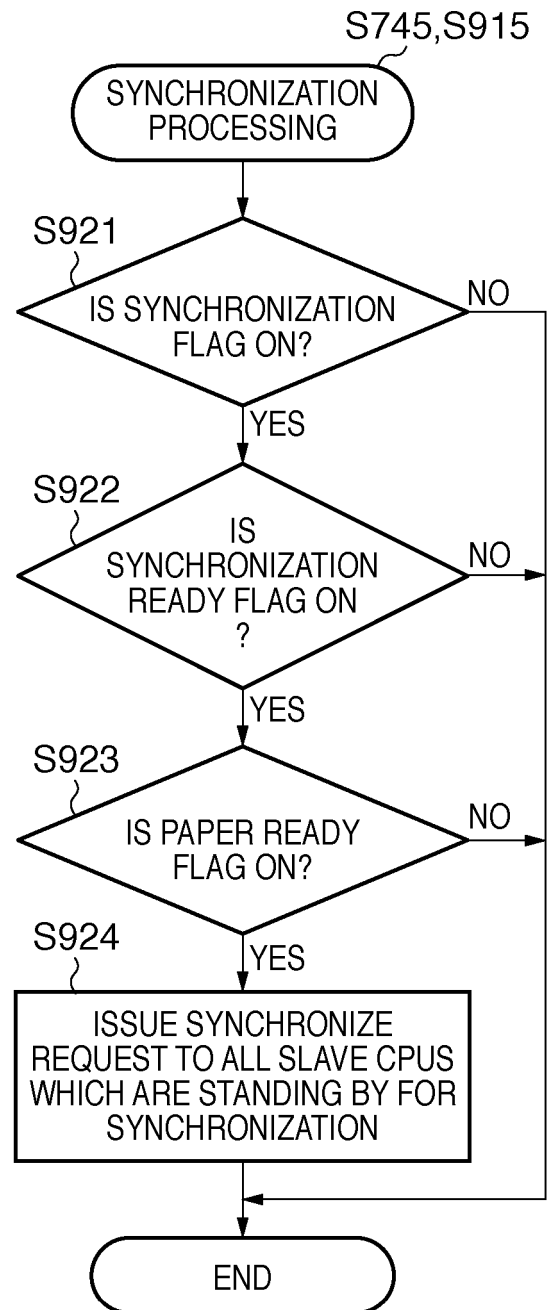 S745,S915
SYNCHRONIZATION
PROCESSING
S921
IS SYNCHRONIZATION
FLAG ON?
NO
YES
S922
IS
SYNCHRONIZATION
READY FLAG ON
?
NO
YES
S923
IS PAPER READY
FLAG ON?
NO
YES
S924
ISSUE SYNCHRONIZE
REQUEST TO ALL SLAVE CPUS
WHICH ARE STANDING BY FOR
SYNCHRONIZATION
END